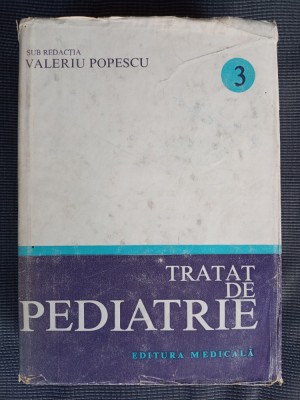 SUB REDACȚIA
VALERIU POPESCU
3
TRATAT
DE
PEDIATRIE
EDITURA MEDICALĂ